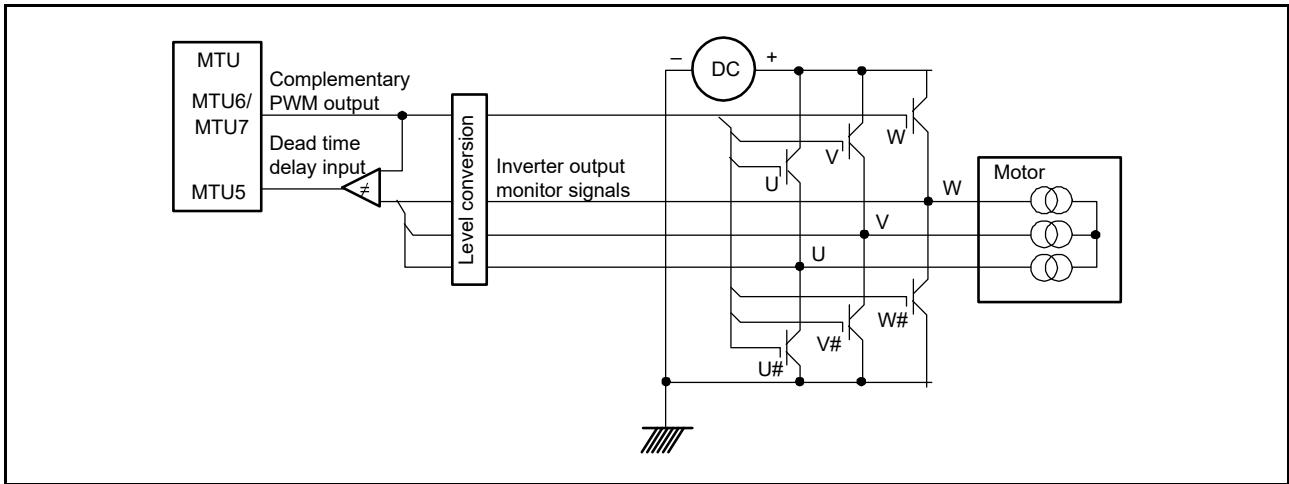 MTU
MTU6/
MTU7
MTU5
Complementary
PWM output
Dead time
delay input
≠
Level conversion
Inverter output
monitor signals
–
DC
+
W
V
U
W
V
U
W#
V#
U#
Motor